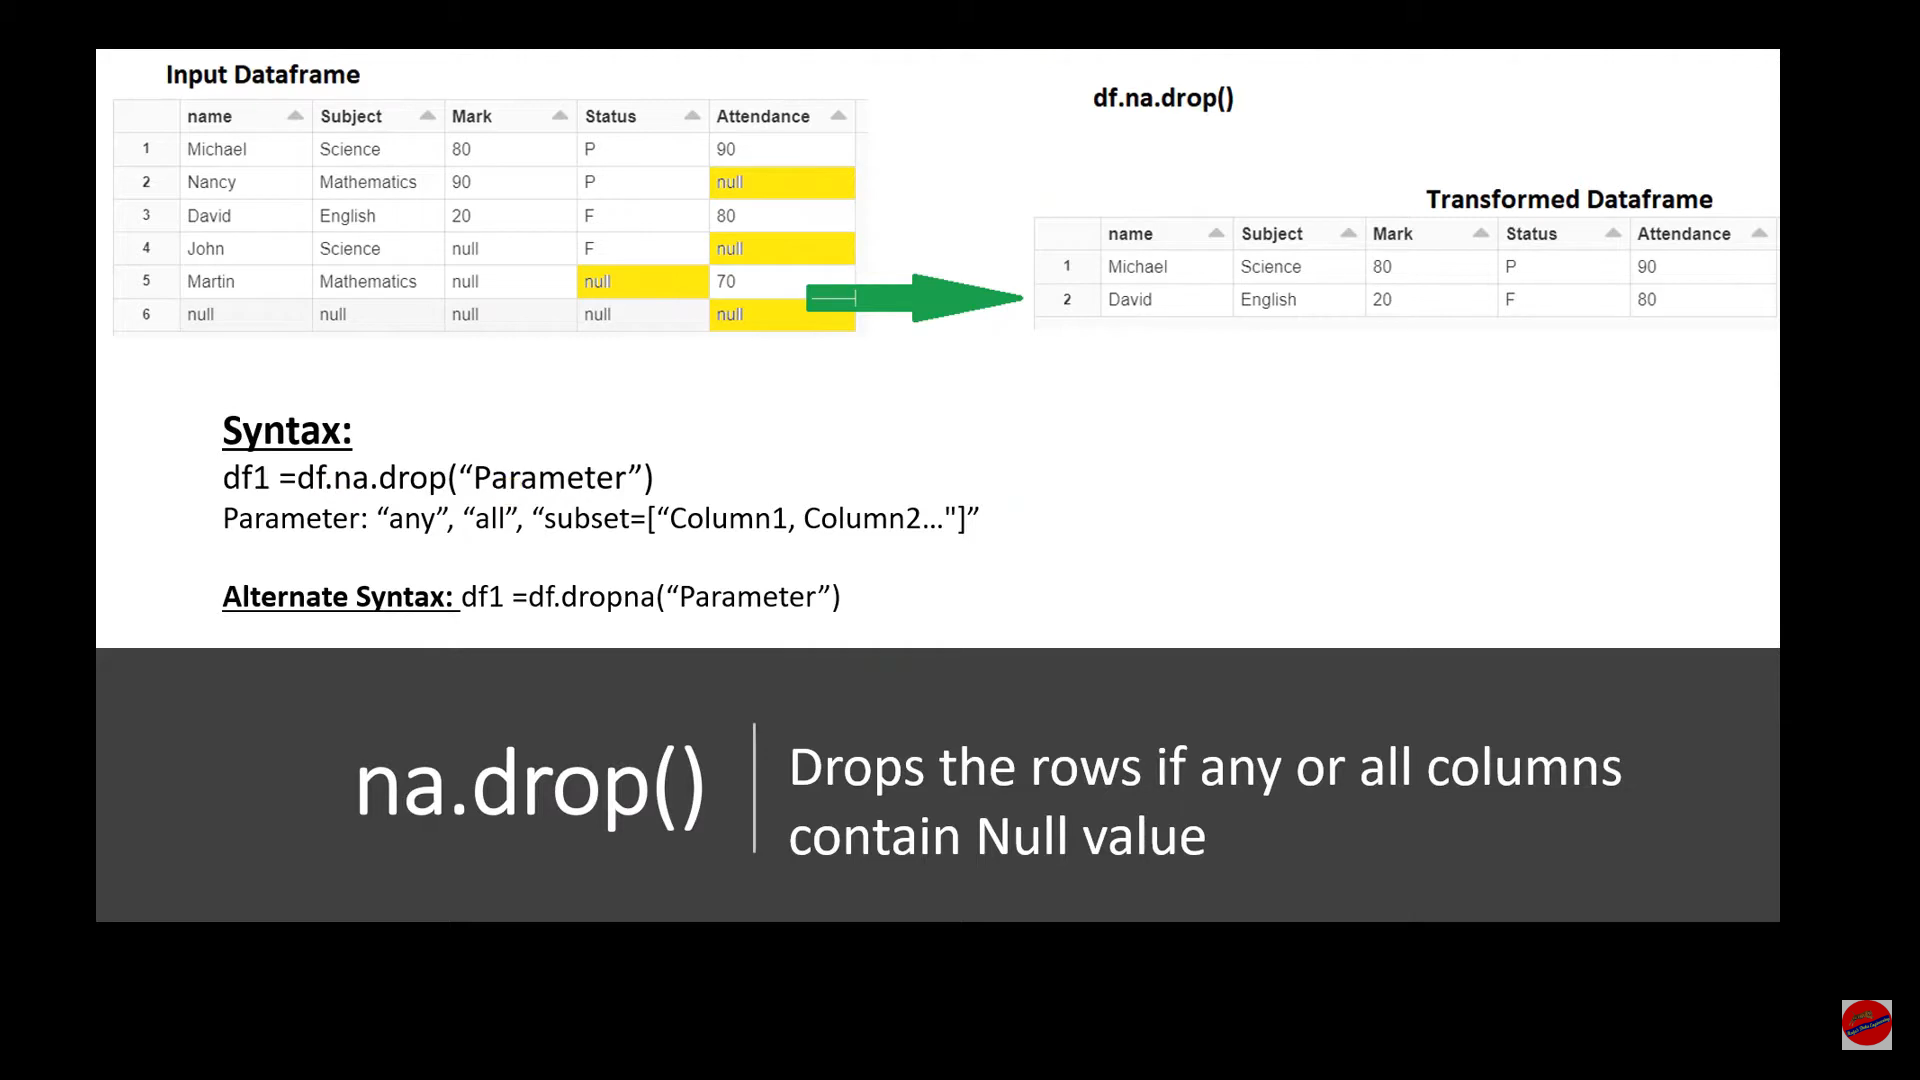 Input Dataframe
name Subject Mark Status Attendance
1 Michael Science 80 P 90
2 Nancy Mathematics 90 P null
3 David English 20 F 80
4 John Science null F null
5 Martin Mathematics null null 70
6 null null null null null
df.na.drop()
Transformed Dataframe
name Subject Mark Status Attendance
1 Michael Science 80 P 90
2 David English 20 F 80
Syntax:
df1 =df.na.drop(“Parameter”)
Parameter: “any”, “all”, “subset=[“Column1, Column2…"]”
Alternate Syntax: df1 =df.dropna(“Parameter”)
na.drop()
Drops the rows if any or all columns
contain Null value